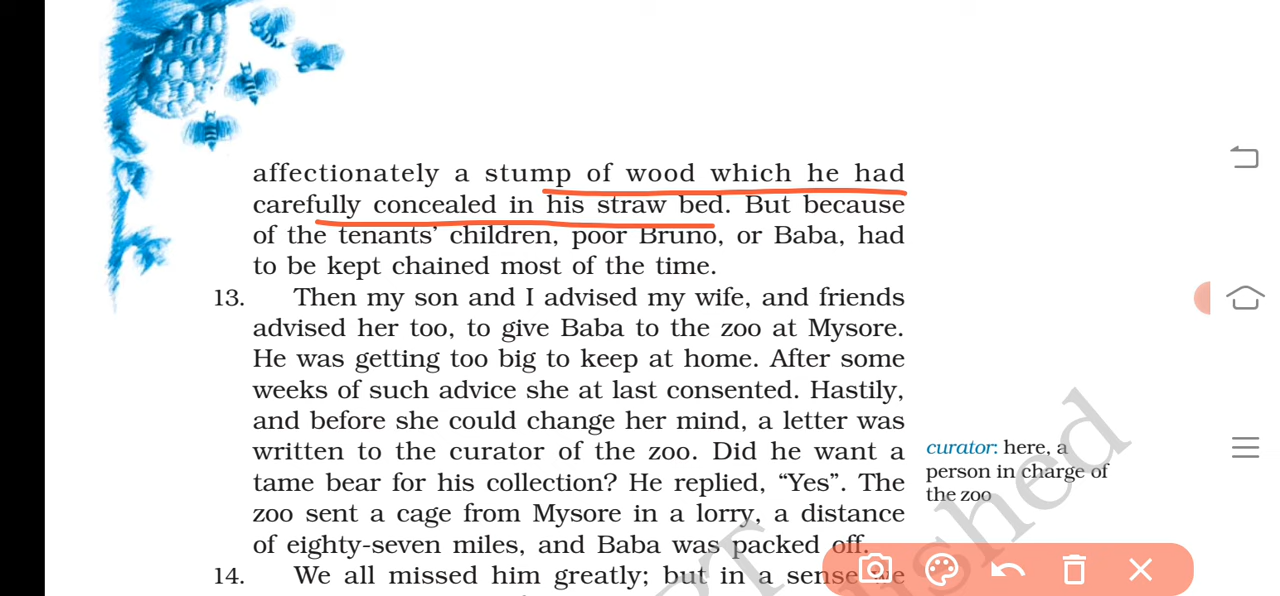 affectionately a stump of wood which he had
carefully concealed in his straw bed. But because
of the tenants' children, poor Bruno, or Baba, had
to be kept chained most of the time.
13. Then my son and I advised my wife, and friends
advised her too, to give Baba to the zoo at Mysore.
He was getting too big to keep at home. After some
weeks of such advice she at last consented. Hastily,
and before she could change her mind, a letter was
written to the curator of the zoo. Did he want a
tame bear for his collection? He replied, “Yes”. The
zoo sent a cage from Mysore in a lorry, a distance
of eighty-seven miles, and Baba was packed off.
14. We all missed him greatly; but in a sense we
curator: here, a
person in charge of
the zoo